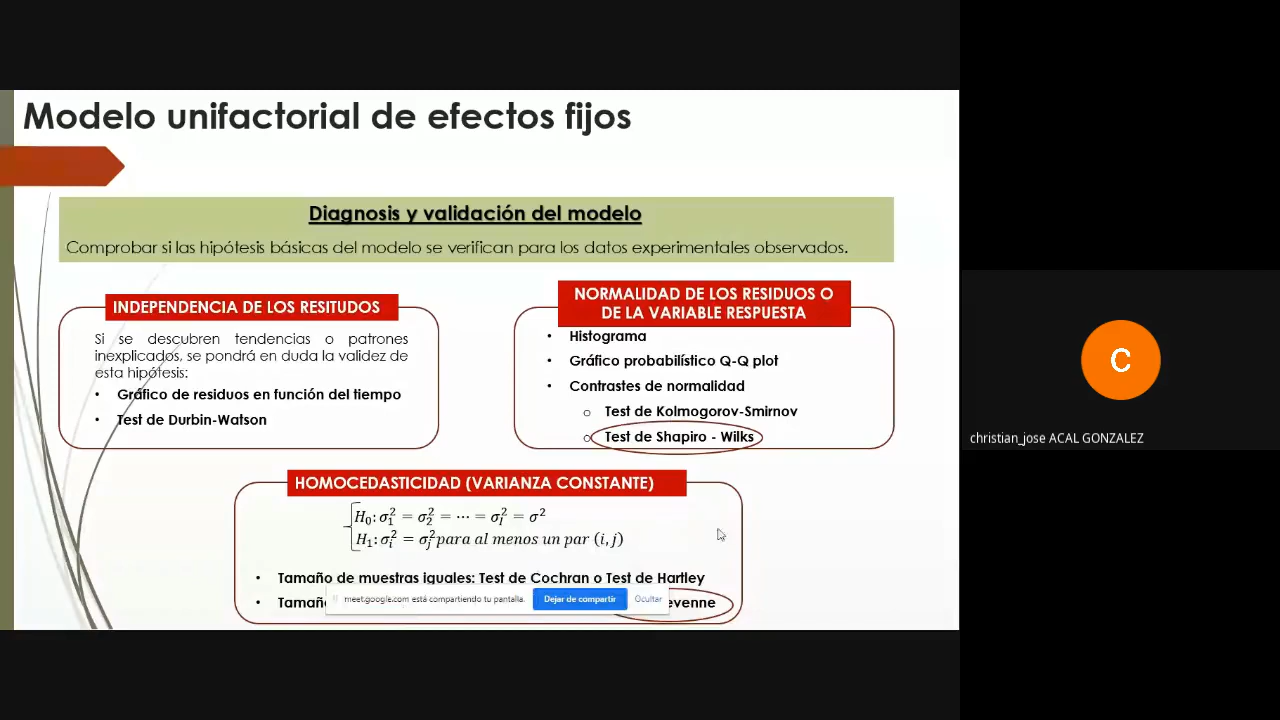 Modelo unifactorial de efectos fijos
Diagnosis y validación del modelo
Comprobar si las hipótesis básicas del modelo se verifican para los datos experimentales observados.
INDEPENDENCIA DE LOS RESITUDOS
Si se descubren tendencias o patrones
inexplicados, se pondrá en duda la validez de
esta hipótesis:
• Gráfico de residuos en función del tiempo
• Test de Durbin-Watson
NORMALIDAD DE LOS RESIDUOS O
DE LA VARIABLE RESPUESTA
• Histograma
• Gráfico probabilístico Q-Q plot
• Contrastes de normalidad
o Test de Kolmogorov-Smirnov
o Test de Shapiro - Wilks
HOMOCEDASTICIDAD (VARIANZA CONSTANTE)
H₀: σ₁² = σ₂² = ⋯ = σ_I² = σ²
H₁: σᵢ² = σⱼ² para al menos un par (i, j)
• Tamaño de muestras iguales: Test de Cochran o Test de Hartley
• Tamaño
meet.google.com está compartiendo tu pantalla. Dejar de compartir Ocultar
evenne
C
christian_jose ACAL GONZALEZ